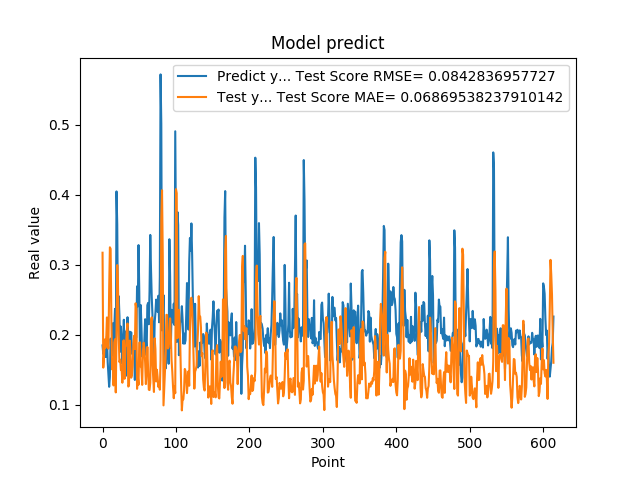 Model predict
Predict y... Test Score RMSE= 0.0842836957727
Test y... Test Score MAE= 0.06869538237910142
0.5
0.4
0.3
0.2
0.1
Real value
0 100 200 300 400 500 600
Point